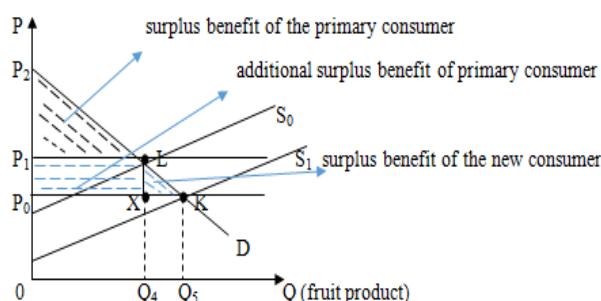 P
surplus benefit of the primary consumer
P2
additional surplus benefit of primary consumer
S0
P1
L
S1 surplus benefit of the new consumer
P0
X
K
D
0
Q4
Q5
Q (fruit product)